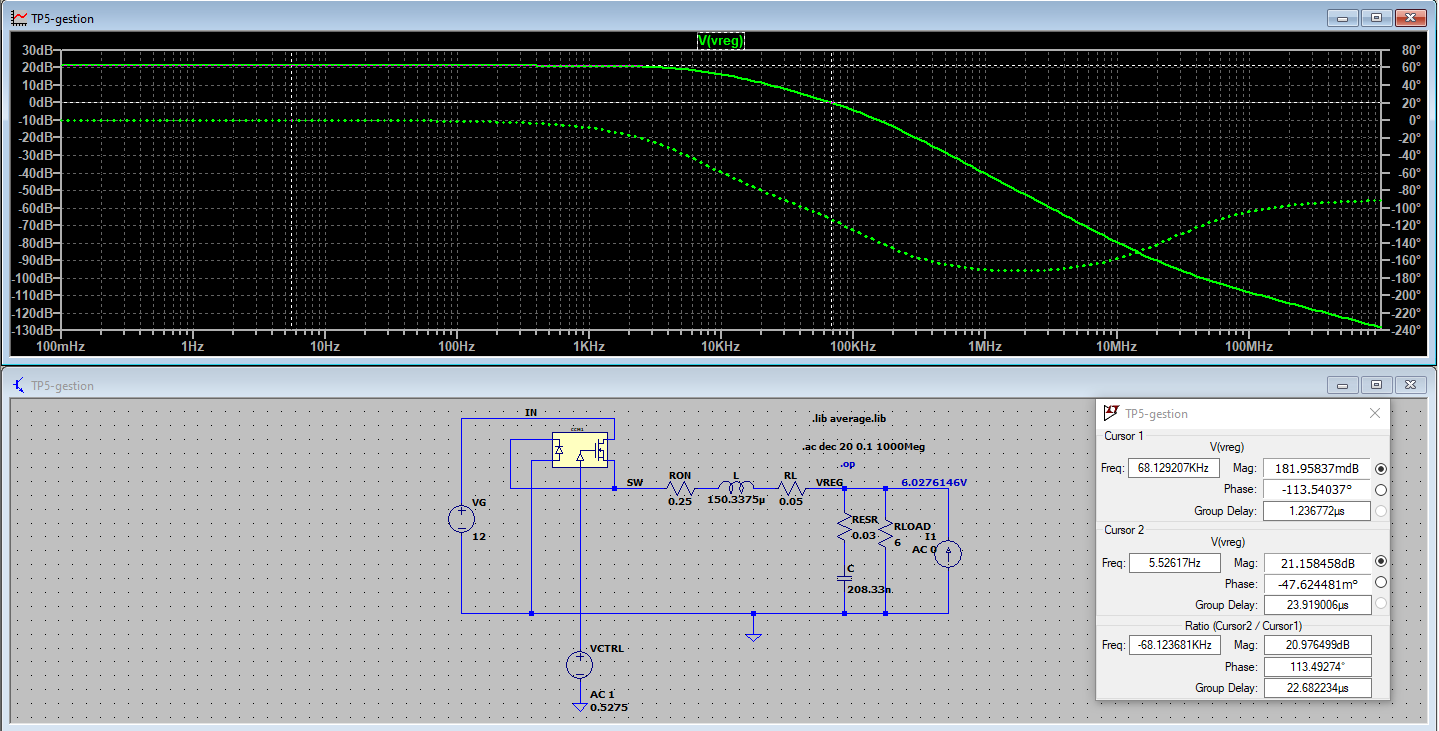 TP5-gestion
V(vreg)
30dB 80°
20dB 60°
10dB 40°
0dB 20°
-10dB 0°
-20dB -20°
-30dB -40°
-40dB -60°
-50dB -80°
-60dB -100°
-70dB -120°
-80dB -140°
-90dB -160°
-100dB -180°
-110dB -200°
-120dB -220°
-130dB -240°
100mHz 1Hz 10Hz 100Hz 1KHz 10KHz 100KHz 1MHz 10MHz 100MHz
TP5-gestion
IN
CCM1
.lib average.lib
.ac dec 20 0.1 1000Meg
.op
SW
RON
0.25
L
150.3375µ
RL
0.05
VREG
6.0276146V
VG
12
RESR
0.03
RLOAD
6
I1
AC 0
C
208.33n
VCTRL
AC 1
0.5275
TP5-gestion
Cursor 1
V(vreg)
Freq: 68.129207KHz Mag: 181.95837mdB
Phase: -113.54037°
Group Delay: 1.236772µs
Cursor 2
V(vreg)
Freq: 5.52617Hz Mag: 21.158458dB
Phase: -47.624481m°
Group Delay: 23.919006µs
Ratio (Cursor2 / Cursor1)
Freq: -68.123681KHz Mag: 20.976499dB
Phase: 113.49274°
Group Delay: 22.682234µs